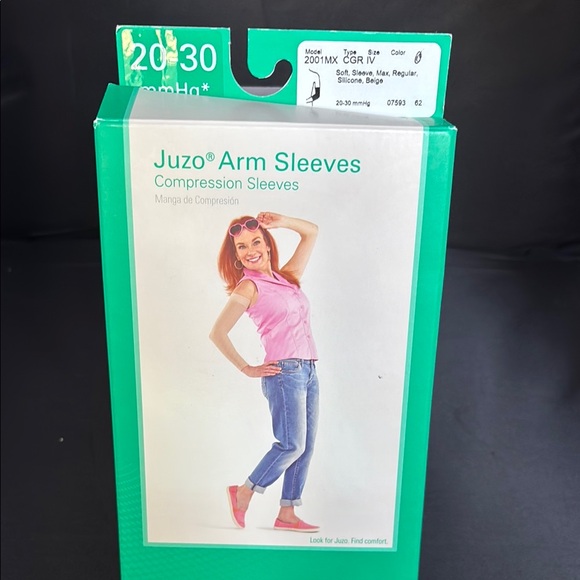 20-30
mmHg*
Model Type Size Color
2001MX CGR IV
Soft, Sleeve, Max, Regular,
Silicone, Beige
20-30 mmHg 07593 62
Juzo® Arm Sleeves
Compression Sleeves
Manga de Compresión
Look for Juzo. Find comfort.